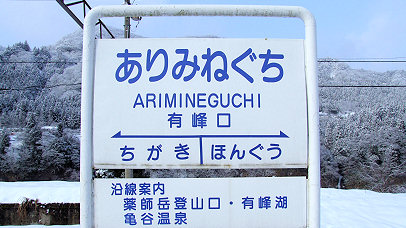 ありみねぐち
ARIMINEGUCHI
有峰口
ちがき ほんぐう
沿線案内
薬師岳登山口・有峰湖
亀谷温泉